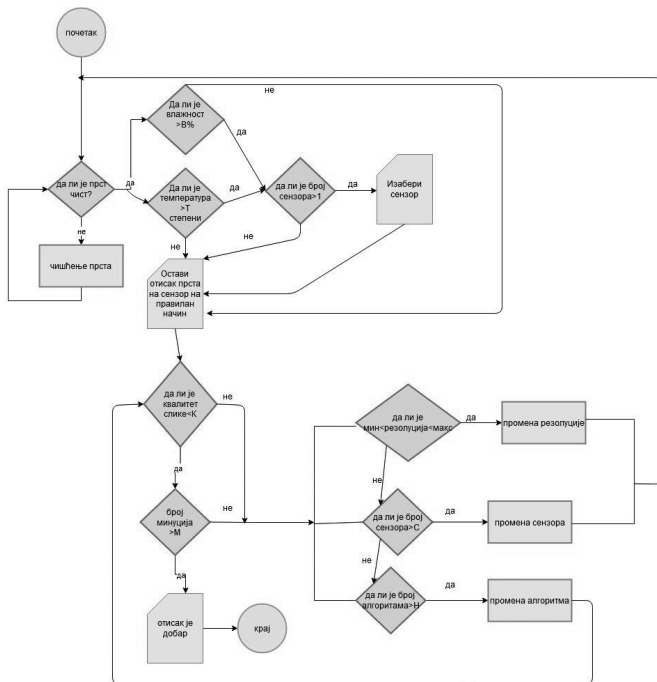 почетак
не
Да ли је
влажност
>В%
да
да ли је прст
чист?
да
Да ли је
температура
>Т
степени
да
да ли је број
сензора>1
да
Изабери
сензор
не
не
не
чишћење прста
Остави
отисак прста
на сензор на
правилан
начин
да ли је
квалитет
слике<К
не
да ли је
мин<резолуција<макс
да
промена резолуције
да
не
број
минуција
>М
не
да ли је број
сензора>С
да
промена сензора
не
да
да ли је број
алгоритама>Н
да
промена алгоритма
отисак је
добар
крај